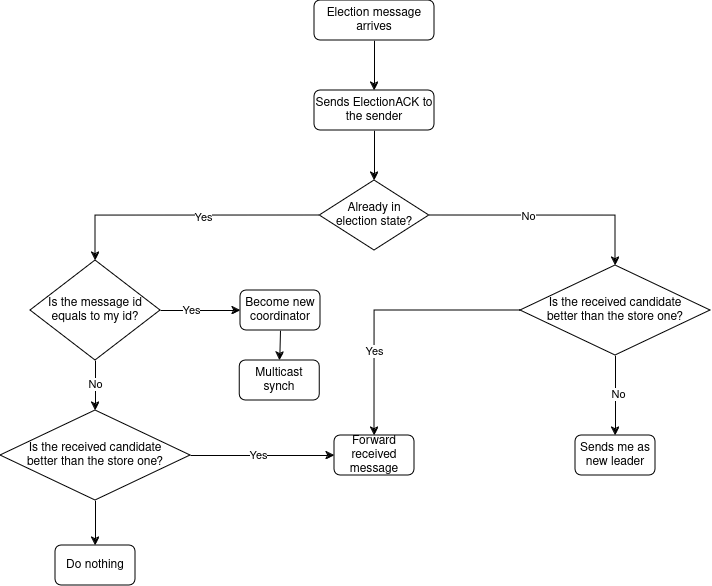 Election message
arrives
Sends ElectionACK to
the sender
Already in
election state?
Yes
No
Is the message id
equals to my id?
Yes
Become new
coordinator
Is the received candidate
better than the store one?
Yes
Multicast
synch
No
No
Is the received candidate
better than the store one?
Yes
Forward
received
message
Sends me as
new leader
Do nothing